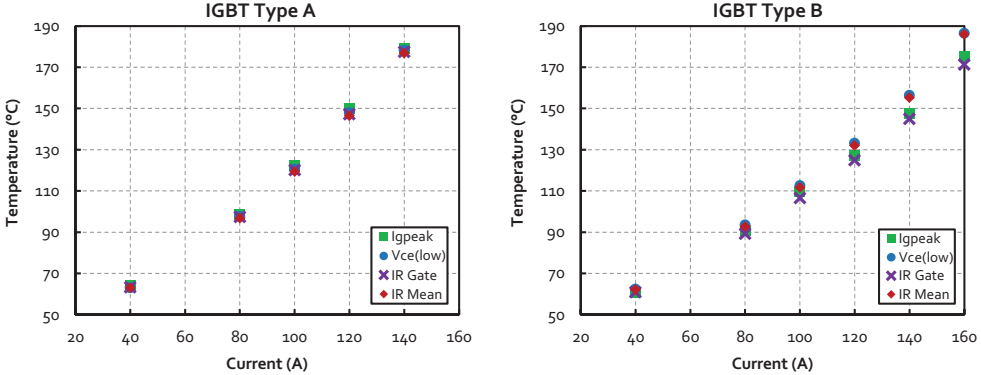 IGBT Type A
190
170
150
130
110
90
70
50
Temperature (°C)
20 40 60 80 100 120 140 160
Current (A)
Igpeak
Vce(low)
IR Gate
IR Mean
IGBT Type B
190
170
150
130
110
90
70
50
Temperature (°C)
20 40 60 80 100 120 140 160
Current (A)
Igpeak
Vce(low)
IR Gate
IR Mean